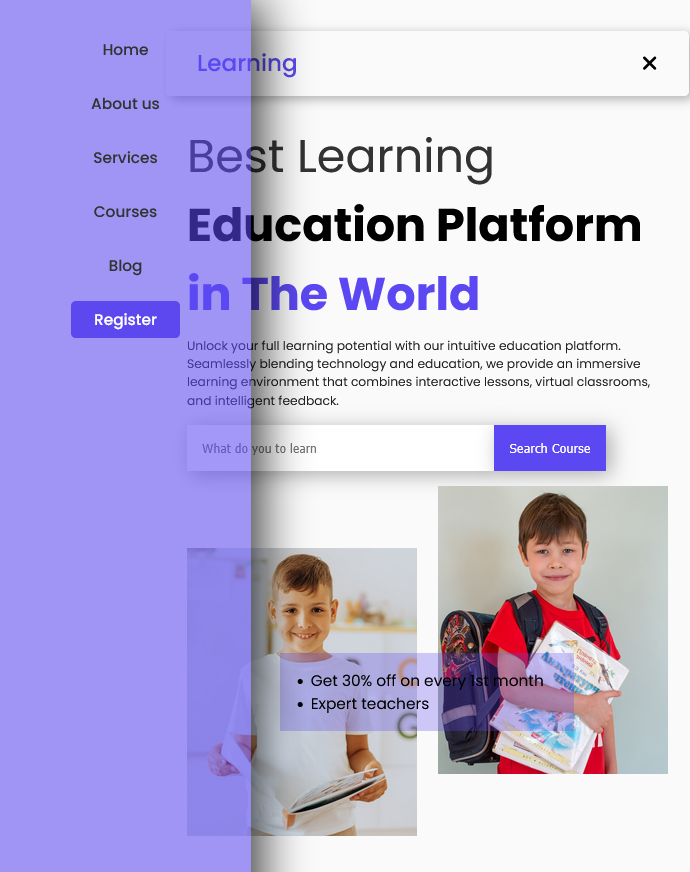 Home
About us
Services
Courses
Blog
Register
Learning
Best Learning
Education Platform
in The World
Unlock your full learning potential with our intuitive education platform.
Seamlessly blending technology and education, we provide an immersive
learning environment that combines interactive lessons, virtual classrooms,
and intelligent feedback.
What do you to learn
Search Course
Get 30% off on every 1st month
Expert teachers